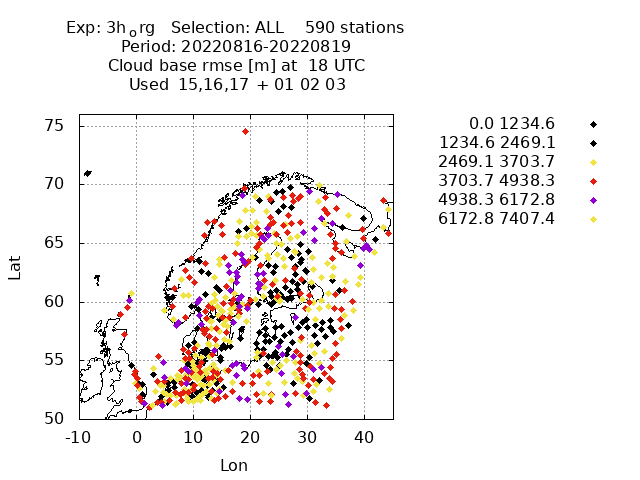 Exp: 3h_org   Selection: ALL    590 stations
Period: 20220816-20220819
Cloud base rmse [m] at  18 UTC
Used  15,16,17 + 01 02 03
0.0 1234.6
1234.6 2469.1
2469.1 3703.7
3703.7 4938.3
4938.3 6172.8
6172.8 7407.4
75
70
65
60
55
50
Lat
-10 0 10 20 30 40
Lon